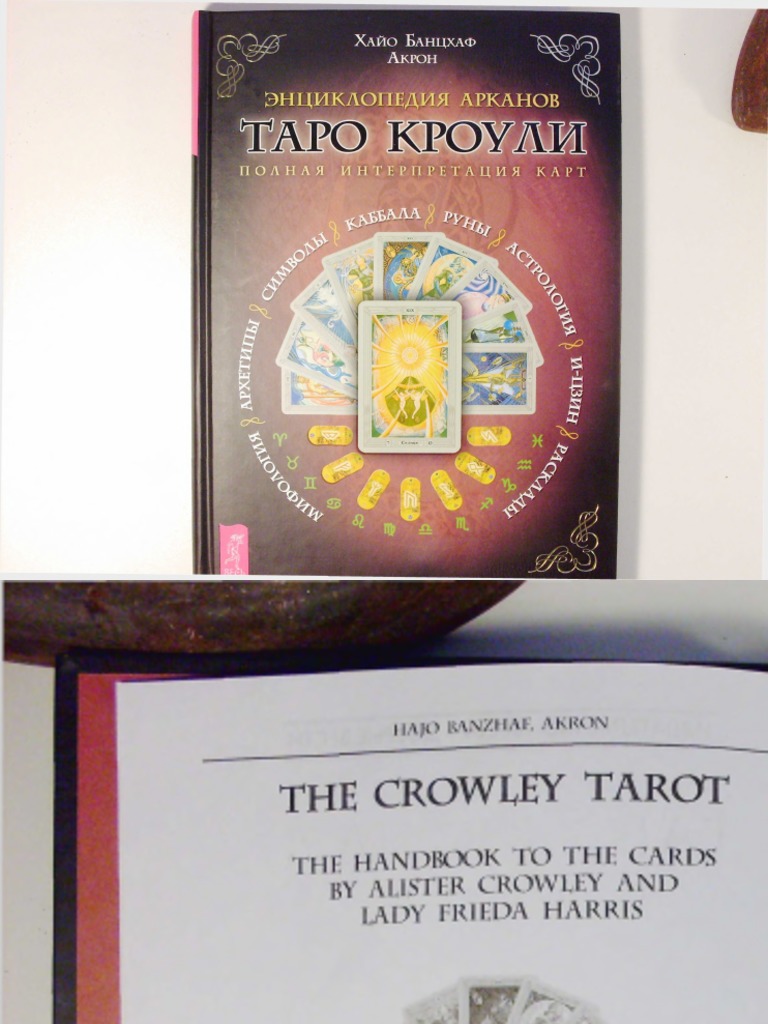 Хайо Банцхаф
Акрон
ЭНЦИКЛОПЕДИЯ АРКАНОВ
ТАРО КРОУЛИ
ПОЛНАЯ ИНТЕРПРЕТАЦИЯ КАРТ
МИФОЛОГИЯ АРХЕТИПЫ СИМВОЛЫ КАББАЛА РУНЫ АСТРОЛОГИЯ И-ЦЗИН РАСКЛАДЫ
HAJO BANZHAF, AKRON
THE CROWLEY TAROT
THE HANDBOOK TO THE CARDS
BY ALISTER CROWLEY AND
LADY FRIEDA HARRIS